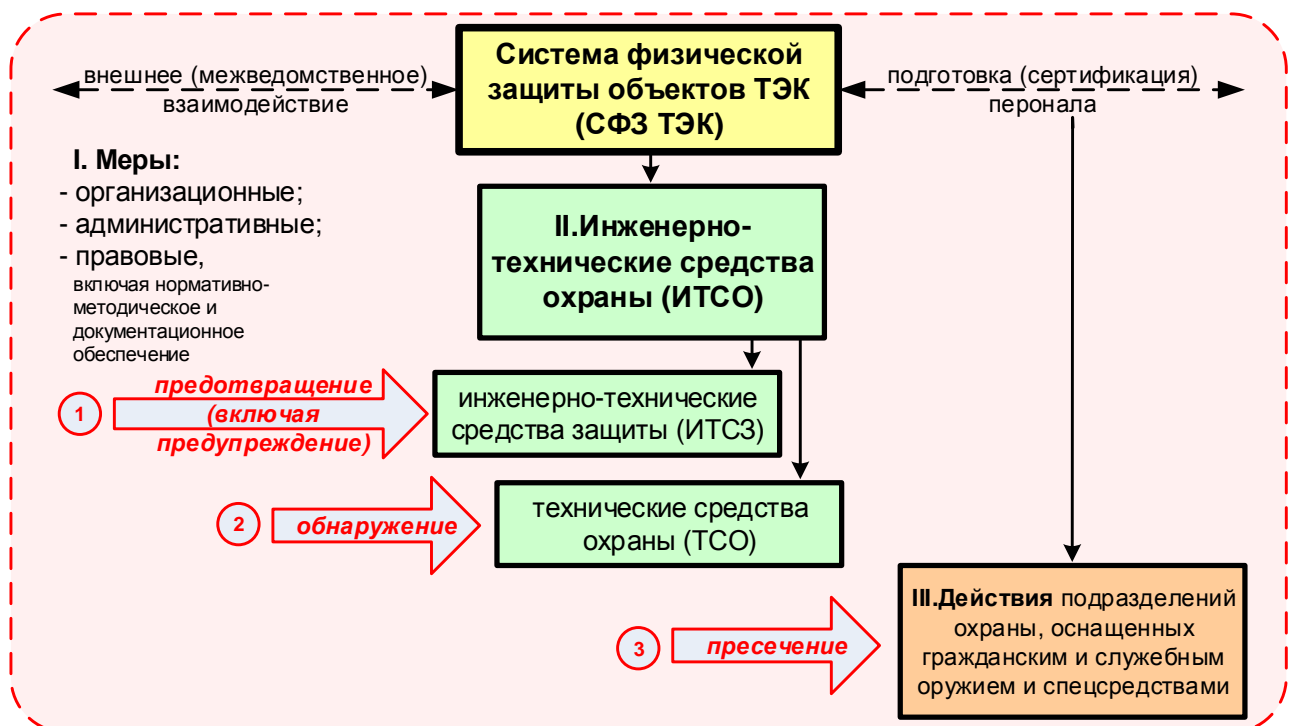 Система физической
защиты объектов ТЭК
(СФЗ ТЭК)
внешнее (межведомственное)
взаимодействие
подготовка (сертификация)
перонала
I. Меры:
- организационные;
- административные;
- правовые,
включая нормативно-
методическое и
документационное
обеспечение
II.Инженерно-
технические средства
охраны (ИТСО)
1
предотвращение
(включая
предупреждение)
инженерно-технические
средства защиты (ИТСЗ)
2
обнаружение
технические средства
охраны (ТСО)
3
пресечение
III.Действия подразделений
охраны, оснащенных
гражданским и служебным
оружием и спецсредствами